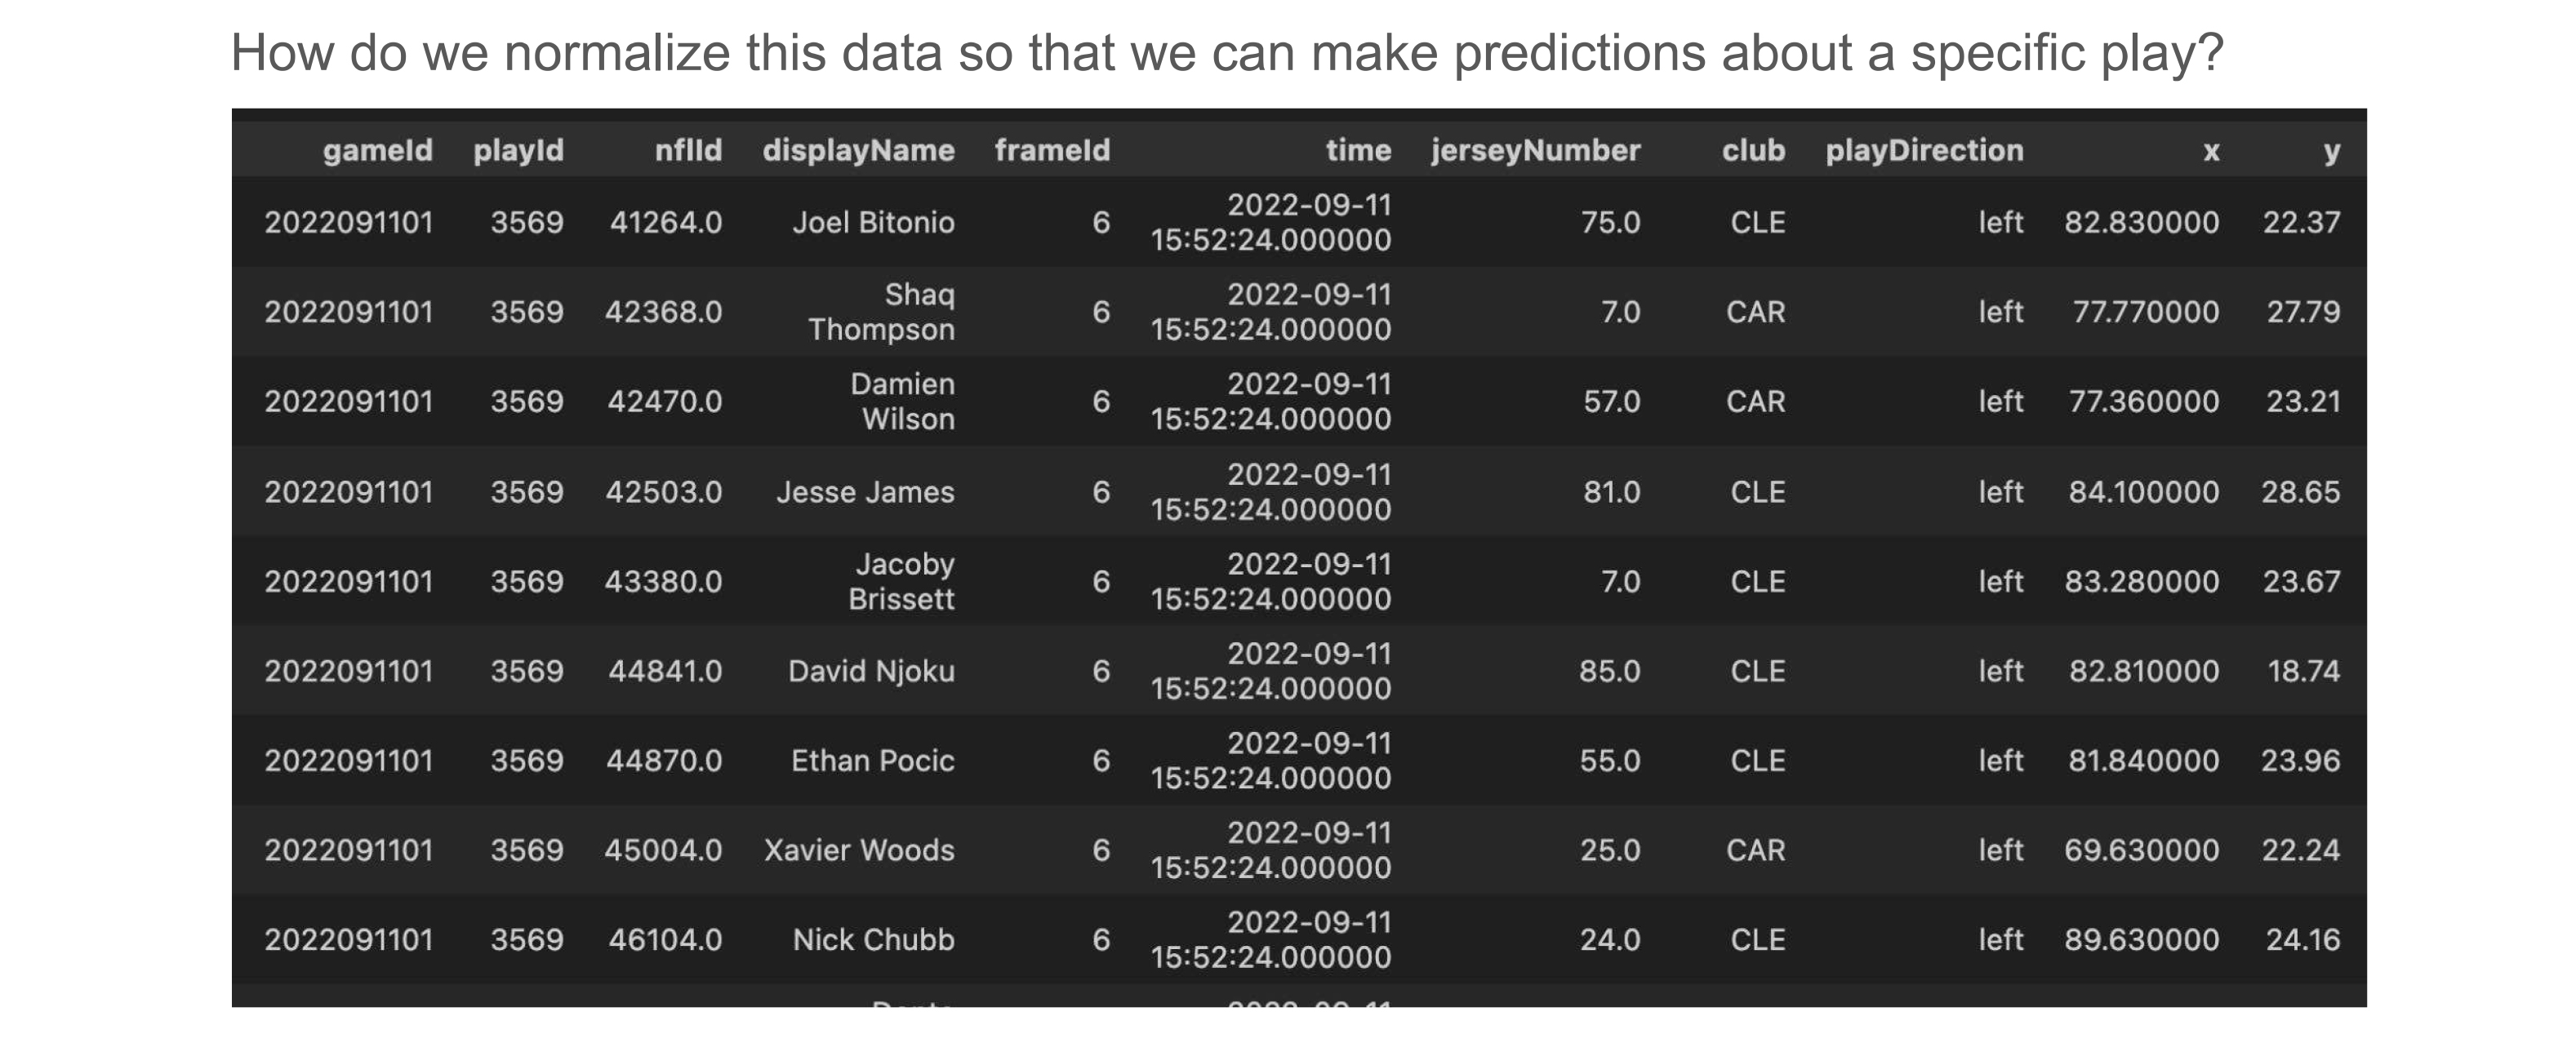 How do we normalize this data so that we can make predictions about a specific play?
gameId playId nflId displayName frameId time jerseyNumber club playDirection x y
2022091101 3569 41264.0 Joel Bitonio 6 2022-09-11 15:52:24.000000 75.0 CLE left 82.830000 22.37
2022091101 3569 42368.0 Shaq Thompson 6 2022-09-11 15:52:24.000000 7.0 CAR left 77.770000 27.79
2022091101 3569 42470.0 Damien Wilson 6 2022-09-11 15:52:24.000000 57.0 CAR left 77.360000 23.21
2022091101 3569 42503.0 Jesse James 6 2022-09-11 15:52:24.000000 81.0 CLE left 84.100000 28.65
2022091101 3569 43380.0 Jacoby Brissett 6 2022-09-11 15:52:24.000000 7.0 CLE left 83.280000 23.67
2022091101 3569 44841.0 David Njoku 6 2022-09-11 15:52:24.000000 85.0 CLE left 82.810000 18.74
2022091101 3569 44870.0 Ethan Pocic 6 2022-09-11 15:52:24.000000 55.0 CLE left 81.840000 23.96
2022091101 3569 45004.0 Xavier Woods 6 2022-09-11 15:52:24.000000 25.0 CAR left 69.630000 22.24
2022091101 3569 46104.0 Nick Chubb 6 2022-09-11 15:52:24.000000 24.0 CLE left 89.630000 24.16